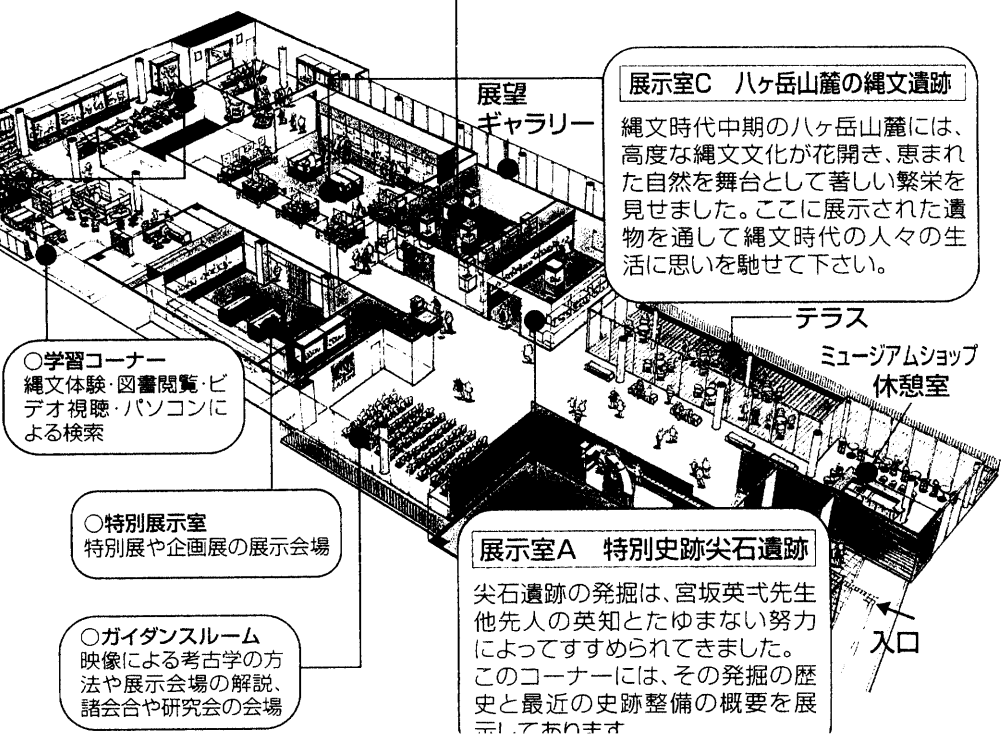 展望
ギャラリー
展示室C 八ヶ岳山麓の縄文遺跡
縄文時代中期の八ヶ岳山麓には、
高度な縄文文化が花開き、恵まれ
た自然を舞台として著しい繁栄を
見せました。ここに展示された遺
物を通して縄文時代の人々の生
活に思いを馳せて下さい。
テラス
ミュージアムショップ
休憩室
○学習コーナー
縄文体験・図書閲覧・ビ
デオ視聴・パソコンに
よる検索
○特別展示室
特別展や企画展の展示会場
○ガイダンスルーム
映像による考古学の方
法や展示会場の解説、
諸会合や研究会の会場
展示室A 特別史跡尖石遺跡
尖石遺跡の発掘は、宮坂英弌先生
他先人の英知とたゆまない努力
によってすすめられてきました。
このコーナーには、その発掘の歴
史と最近の史跡整備の概要を展
示してあります
入口